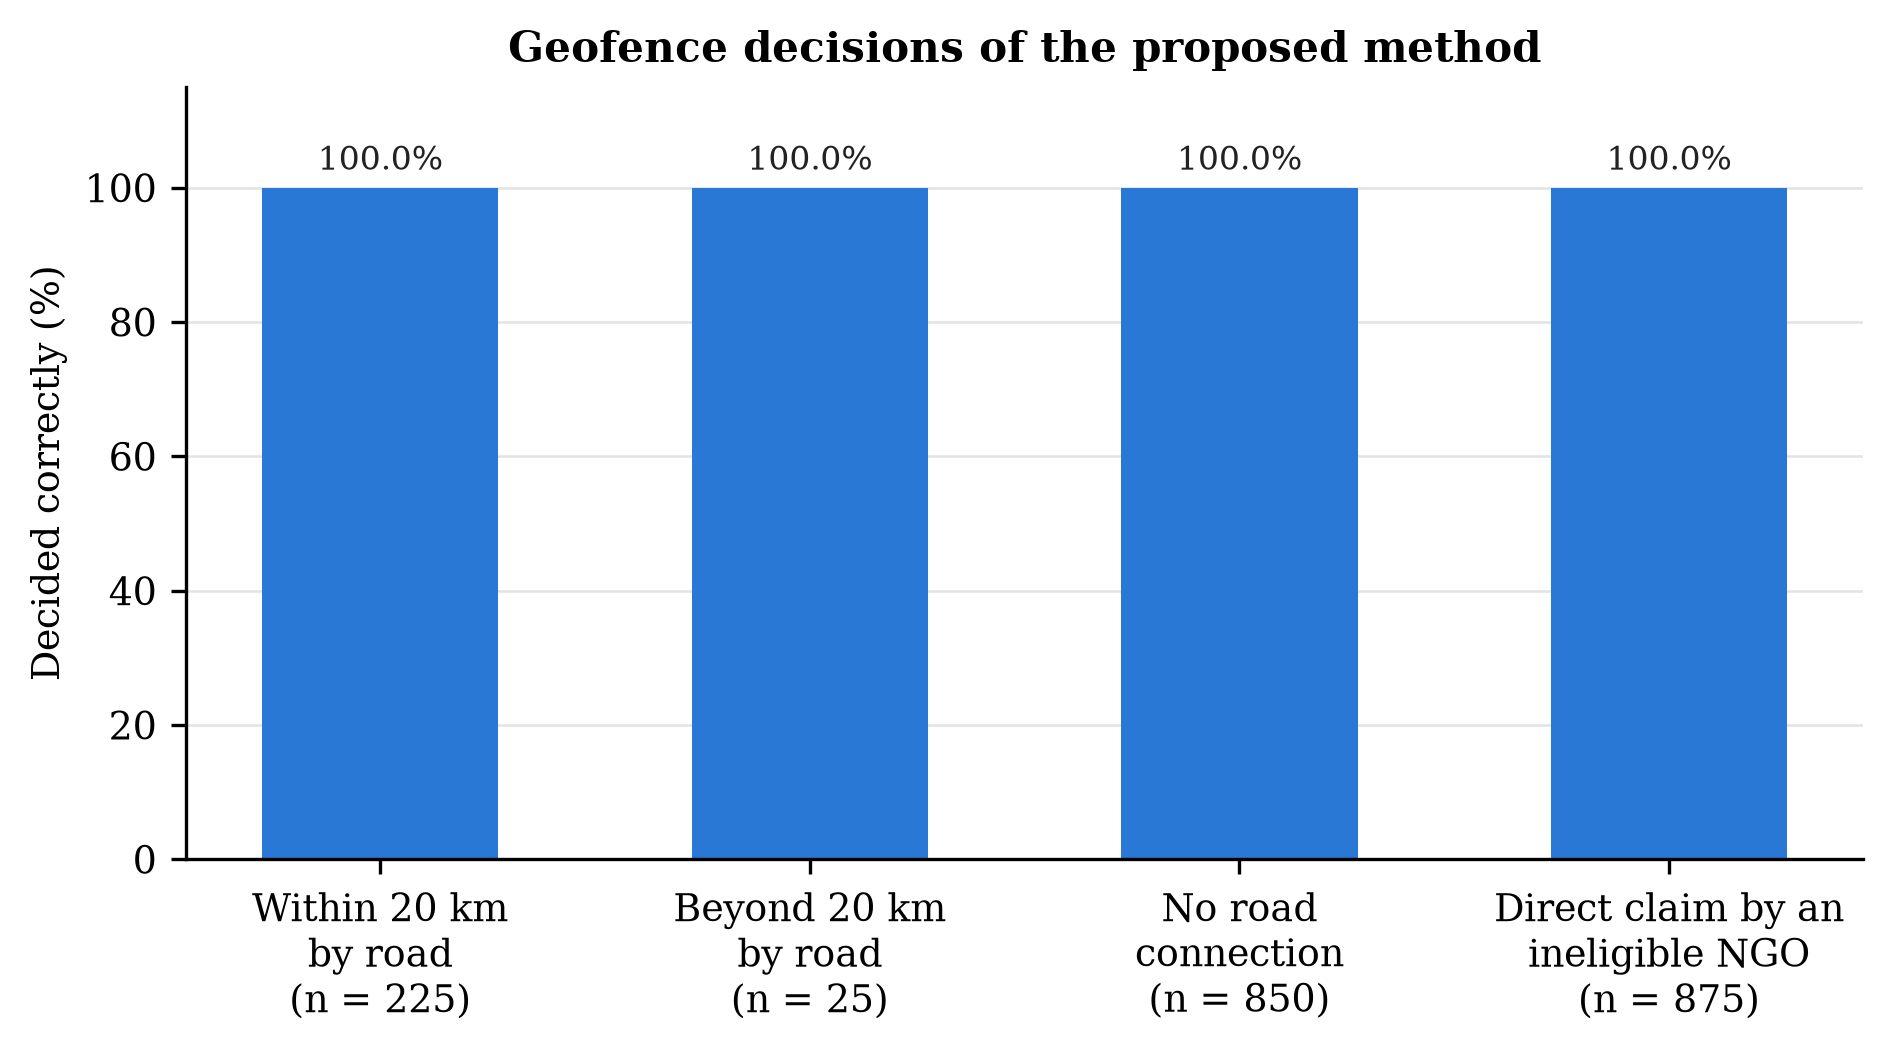 Geofence decisions of the proposed method
Decided correctly (%)
100
80
60
40
20
0
100.0%
100.0%
100.0%
100.0%
Within 20 km
by road
(n = 225)
Beyond 20 km
by road
(n = 25)
No road
connection
(n = 850)
Direct claim by an
ineligible NGO
(n = 875)